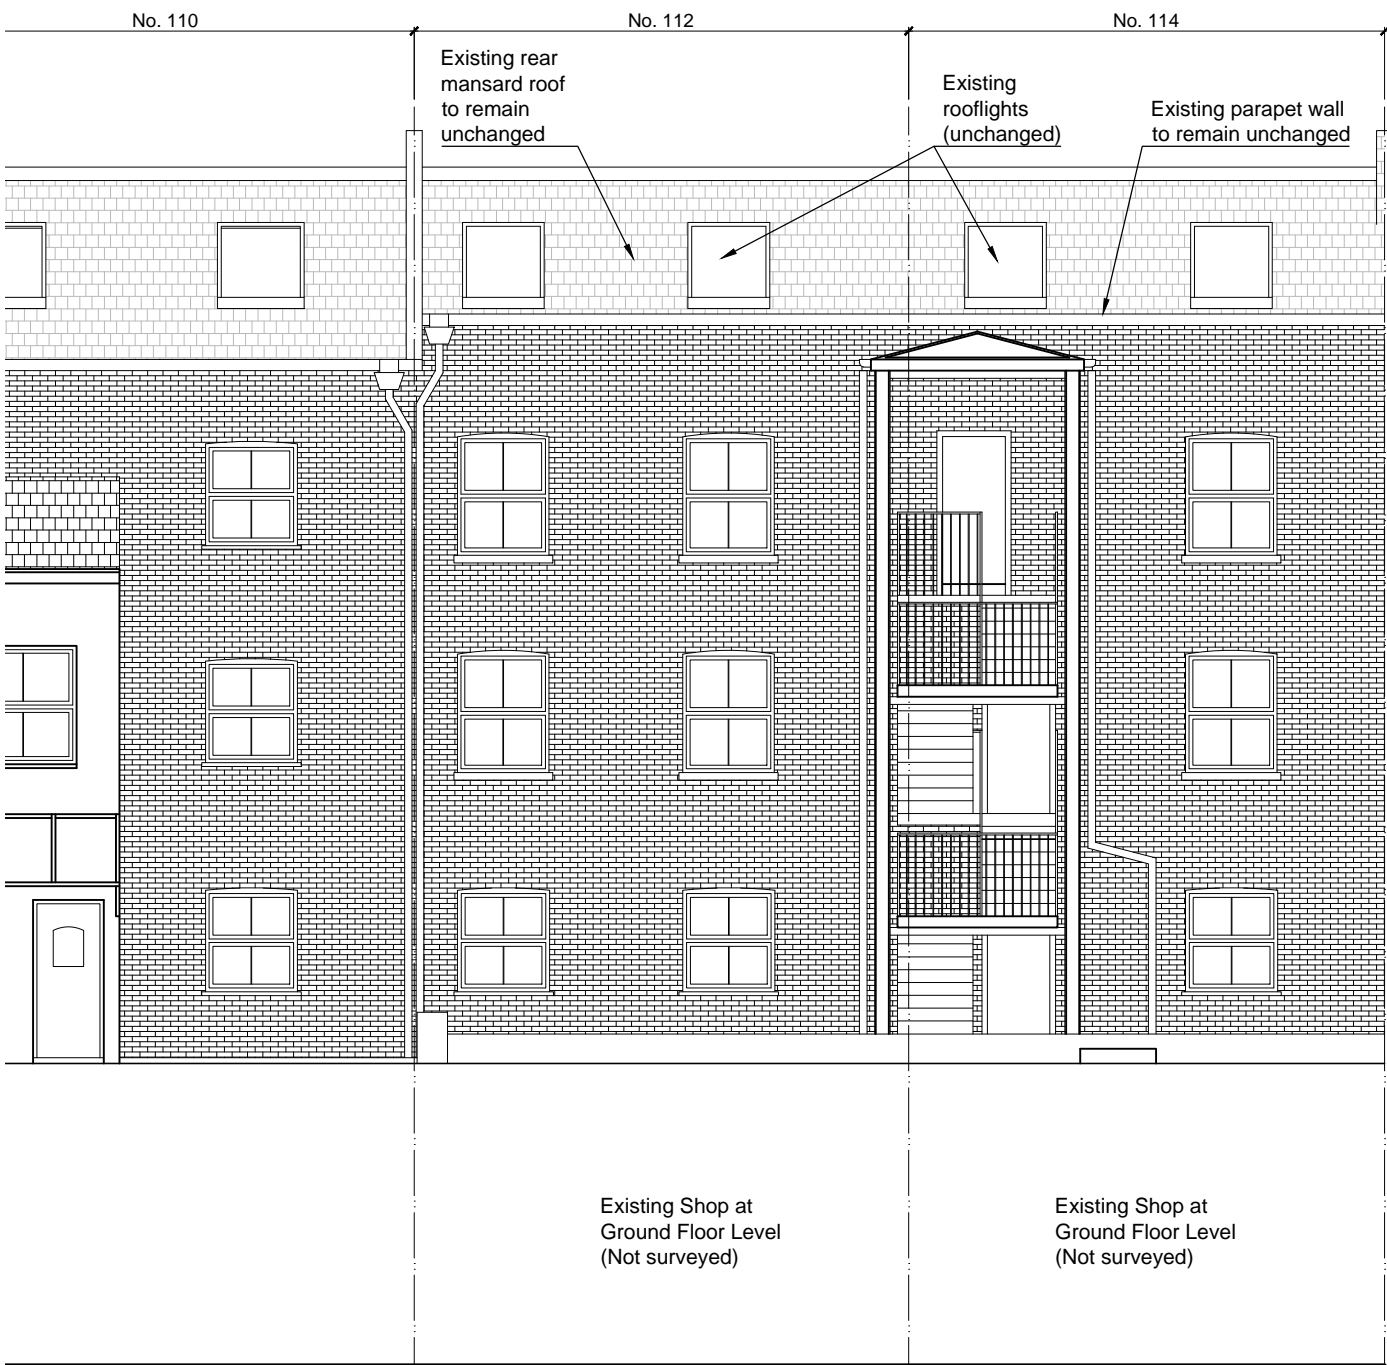 No. 110
No. 112
No. 114
Existing rear
mansard roof
to remain
unchanged
Existing
rooflights
(unchanged)
Existing parapet wall
to remain unchanged
Existing Shop at
Ground Floor Level
(Not surveyed)
Existing Shop at
Ground Floor Level
(Not surveyed)